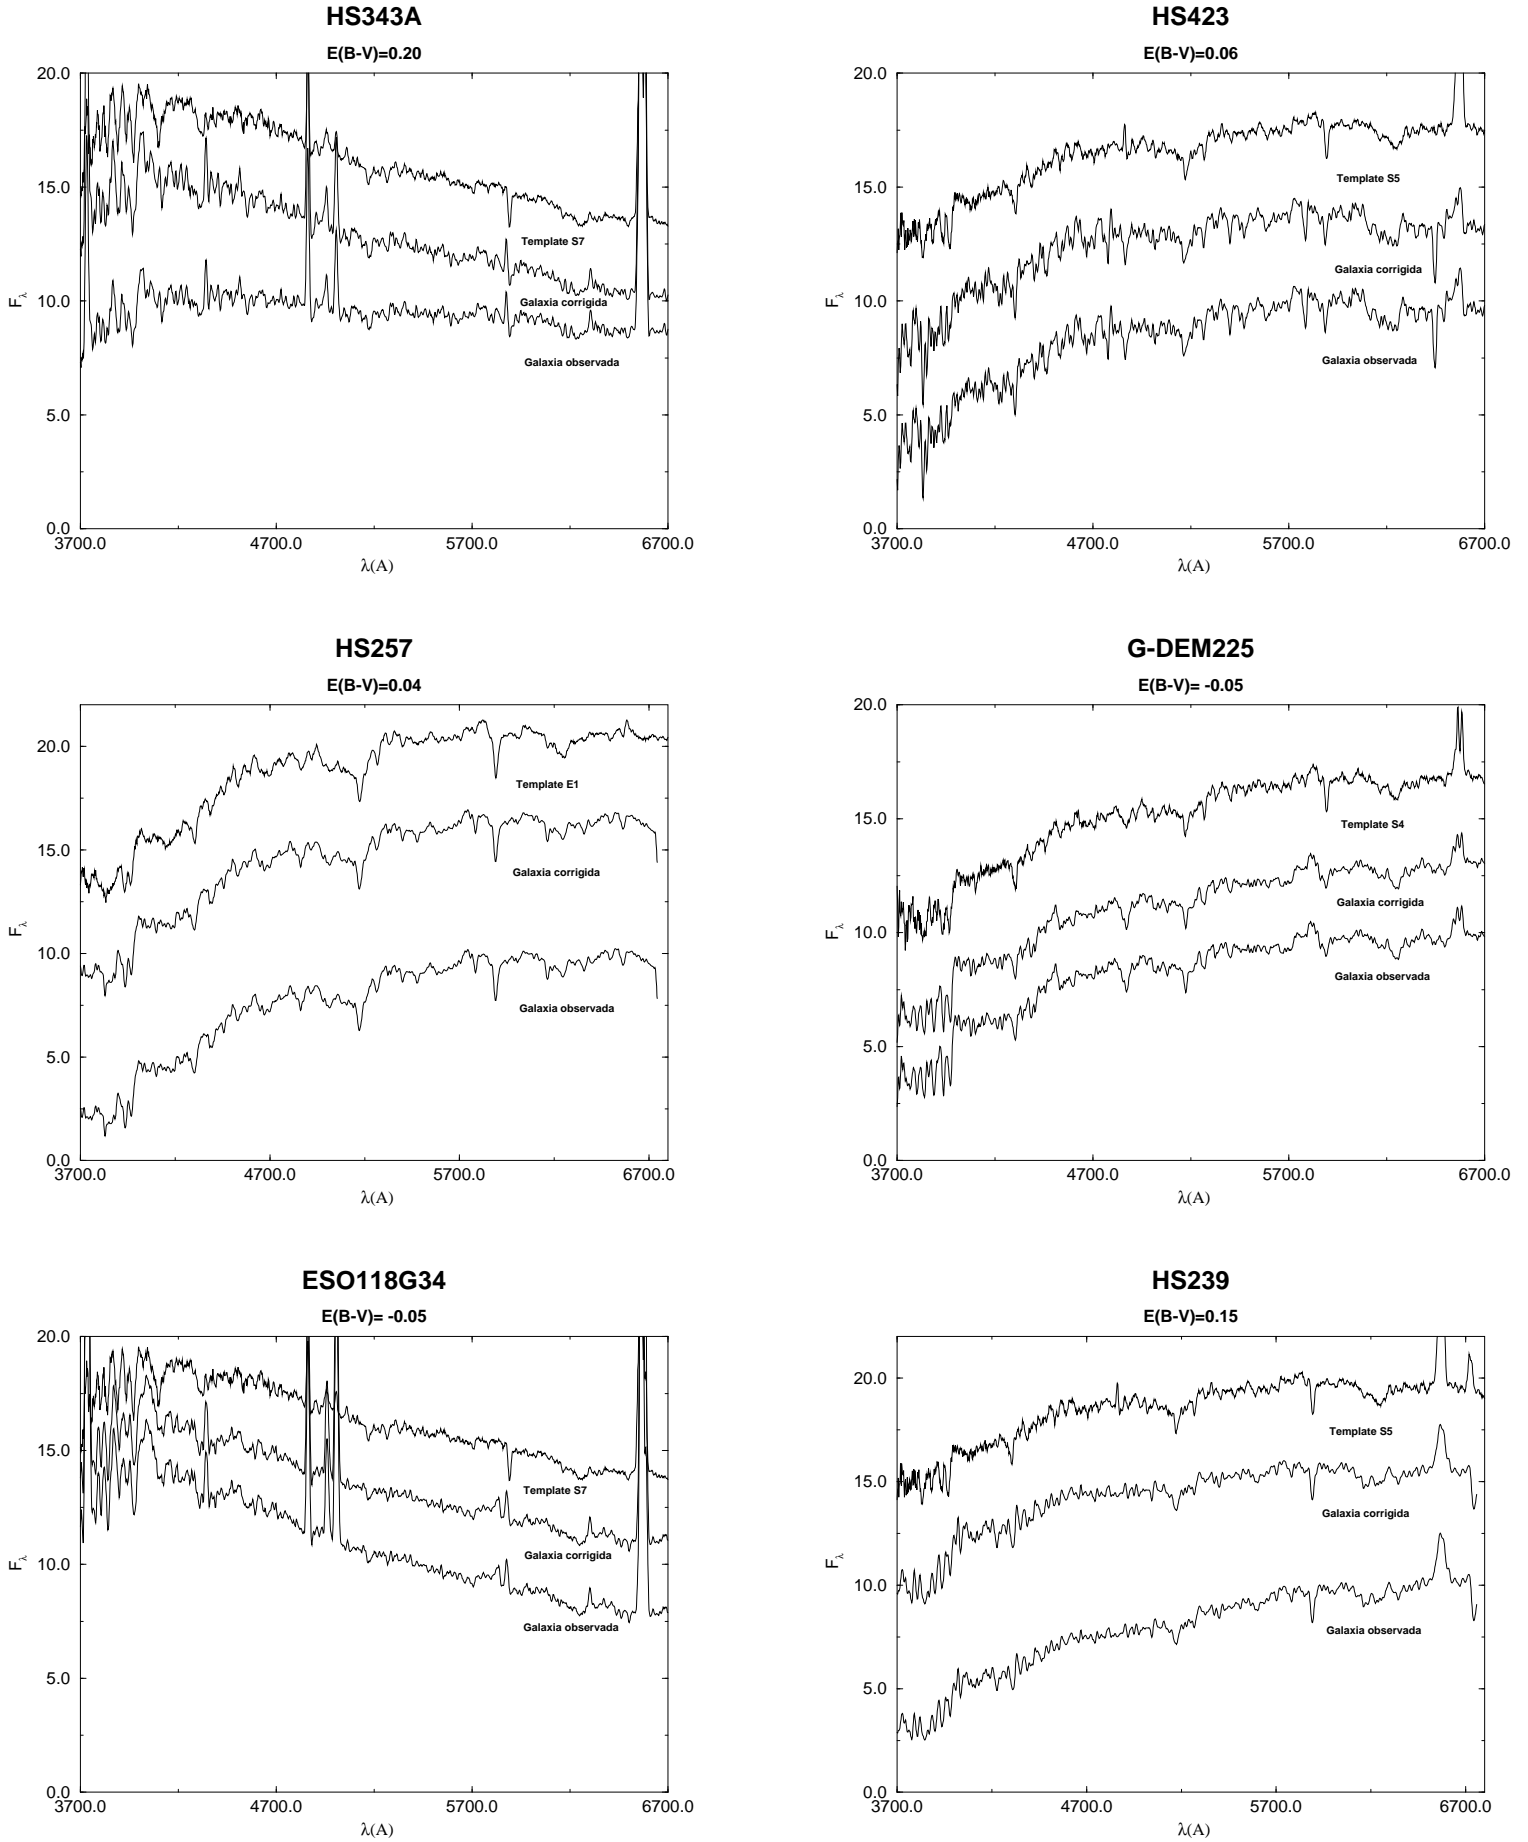 HS343A
E(B-V)=0.20
20.0
15.0
10.0
5.0
0.0
Fλ
3700.0 4700.0 5700.0 6700.0
λ(A)
Template S7
Galaxia corrigida
Galaxia observada
HS423
E(B-V)=0.06
20.0
15.0
10.0
5.0
0.0
Fλ
3700.0 4700.0 5700.0 6700.0
λ(A)
Template S5
Galaxia corrigida
Galaxia observada
HS257
E(B-V)=0.04
20.0
15.0
10.0
5.0
0.0
Fλ
3700.0 4700.0 5700.0 6700.0
λ(A)
Template E1
Galaxia corrigida
Galaxia observada
G-DEM225
E(B-V)= -0.05
20.0
15.0
10.0
5.0
0.0
Fλ
3700.0 4700.0 5700.0 6700.0
λ(A)
Template S4
Galaxia corrigida
Galaxia observada
ESO118G34
E(B-V)= -0.05
20.0
15.0
10.0
5.0
0.0
Fλ
3700.0 4700.0 5700.0 6700.0
λ(A)
Template S7
Galaxia corrigida
Galaxia observada
HS239
E(B-V)=0.15
20.0
15.0
10.0
5.0
0.0
Fλ
3700.0 4700.0 5700.0 6700.0
λ(A)
Template S5
Galaxia corrigida
Galaxia observada